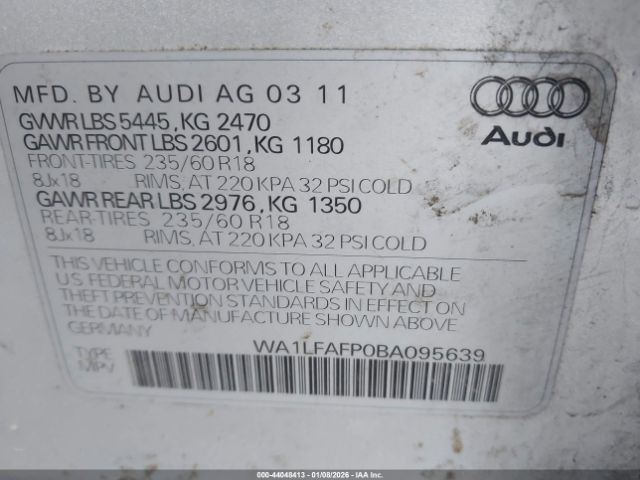 MFD. BY AUDI AG 03 11
GVWR LBS 5445, KG 2470
GAWR FRONT LBS 2601, KG 1180
FRONT-TIRES 235/60 R18
8Jx18 RIMS, AT 220 KPA 32 PSI COLD
GAWR REAR LBS 2976, KG 1350
REAR-TIRES 235/60 R18
8Jx18 RIMS, AT 220 KPA 32 PSI COLD
Audi
THIS VEHICLE CONFORMS TO ALL APPLICABLE
US FEDERAL MOTOR VEHICLE SAFETY AND
THEFT PREVENTION STANDARDS IN EFFECT ON
THE DATE OF MANUFACTURE SHOWN ABOVE
GERMANY
WA1LFAFP0BA095639
TYPE
MPV
000-44048413 - 01/08/2026 - IAA Inc.